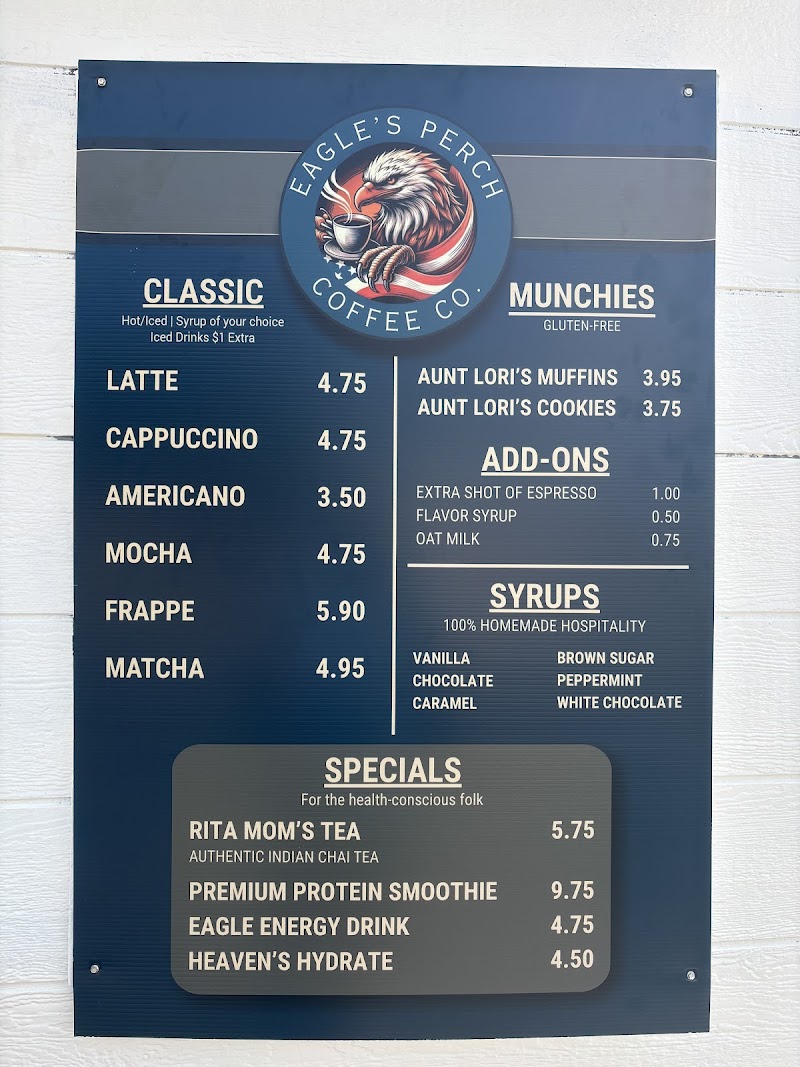 EAGLE'S PERCH
COFFEE CO.
CLASSIC
Hot/Iced | Syrup of your choice
Iced Drinks $1 Extra
LATTE 4.75
CAPPUCCINO 4.75
AMERICANO 3.50
MOCHA 4.75
FRAPPE 5.90
MATCHA 4.95
MUNCHIES
GLUTEN-FREE
AUNT LORI'S MUFFINS 3.95
AUNT LORI'S COOKIES 3.75
ADD-ONS
EXTRA SHOT OF ESPRESSO 1.00
FLAVOR SYRUP 0.50
OAT MILK 0.75
SYRUPS
100% HOMEMADE HOSPITALITY
VANILLA BROWN SUGAR
CHOCOLATE PEPPERMINT
CARAMEL WHITE CHOCOLATE
SPECIALS
For the health-conscious folk
RITA MOM'S TEA 5.75
AUTHENTIC INDIAN CHAI TEA
PREMIUM PROTEIN SMOOTHIE 9.75
EAGLE ENERGY DRINK 4.75
HEAVEN'S HYDRATE 4.50